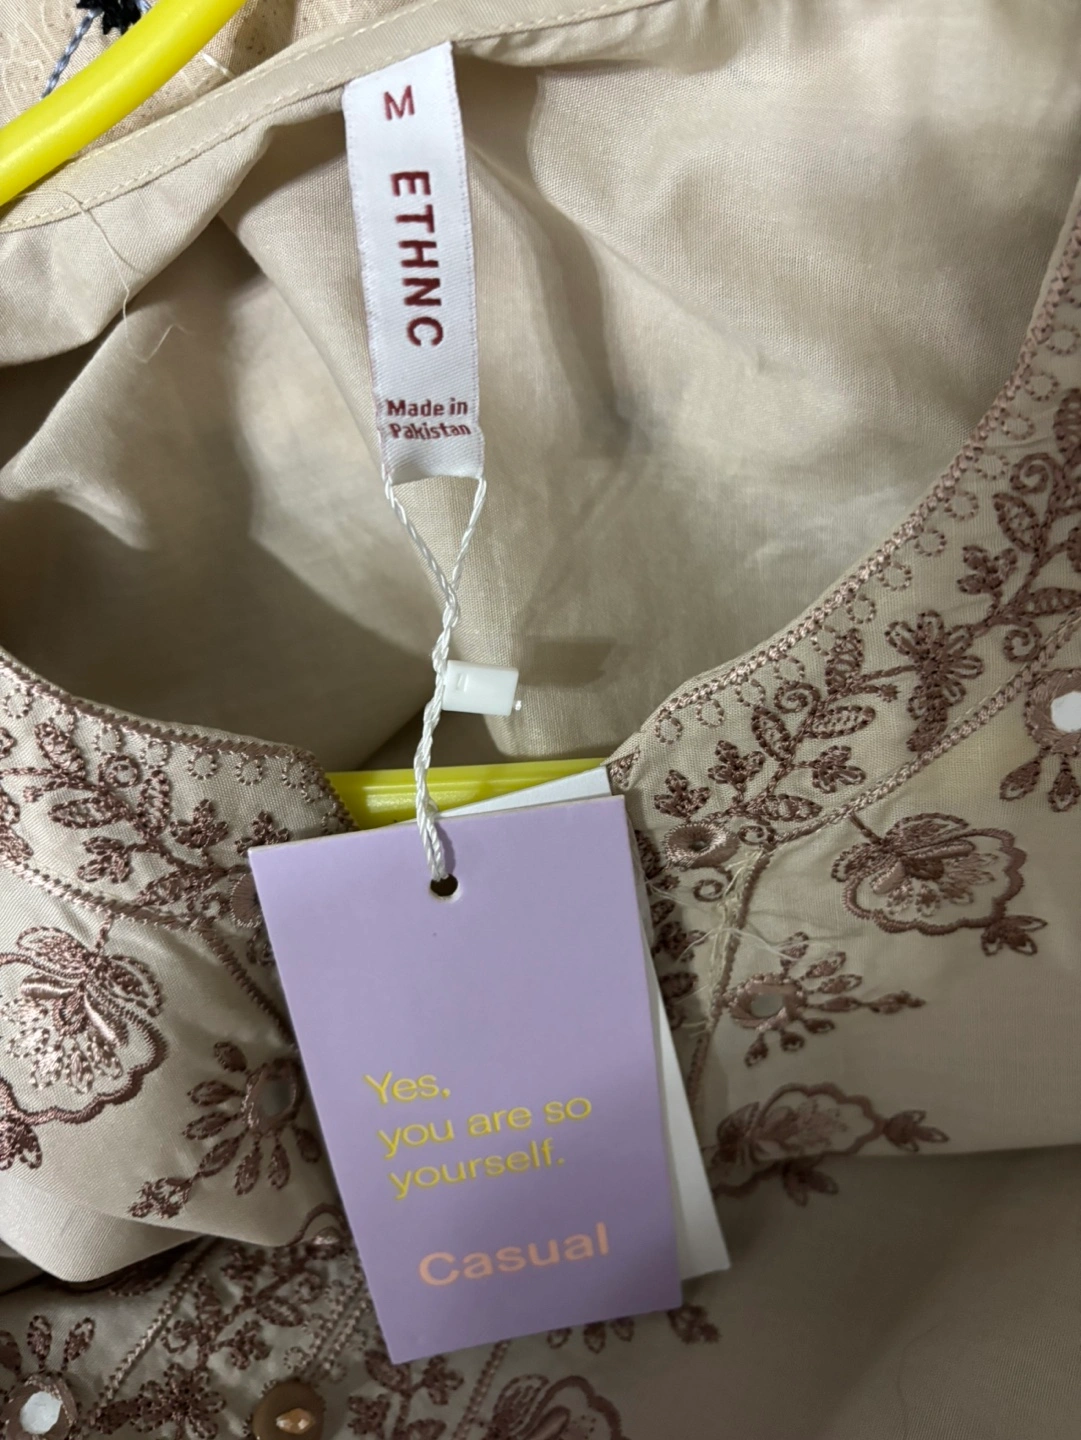 M
ETHNC
Made in
Pakistan
Yes,
you are so
yourself.
Casual